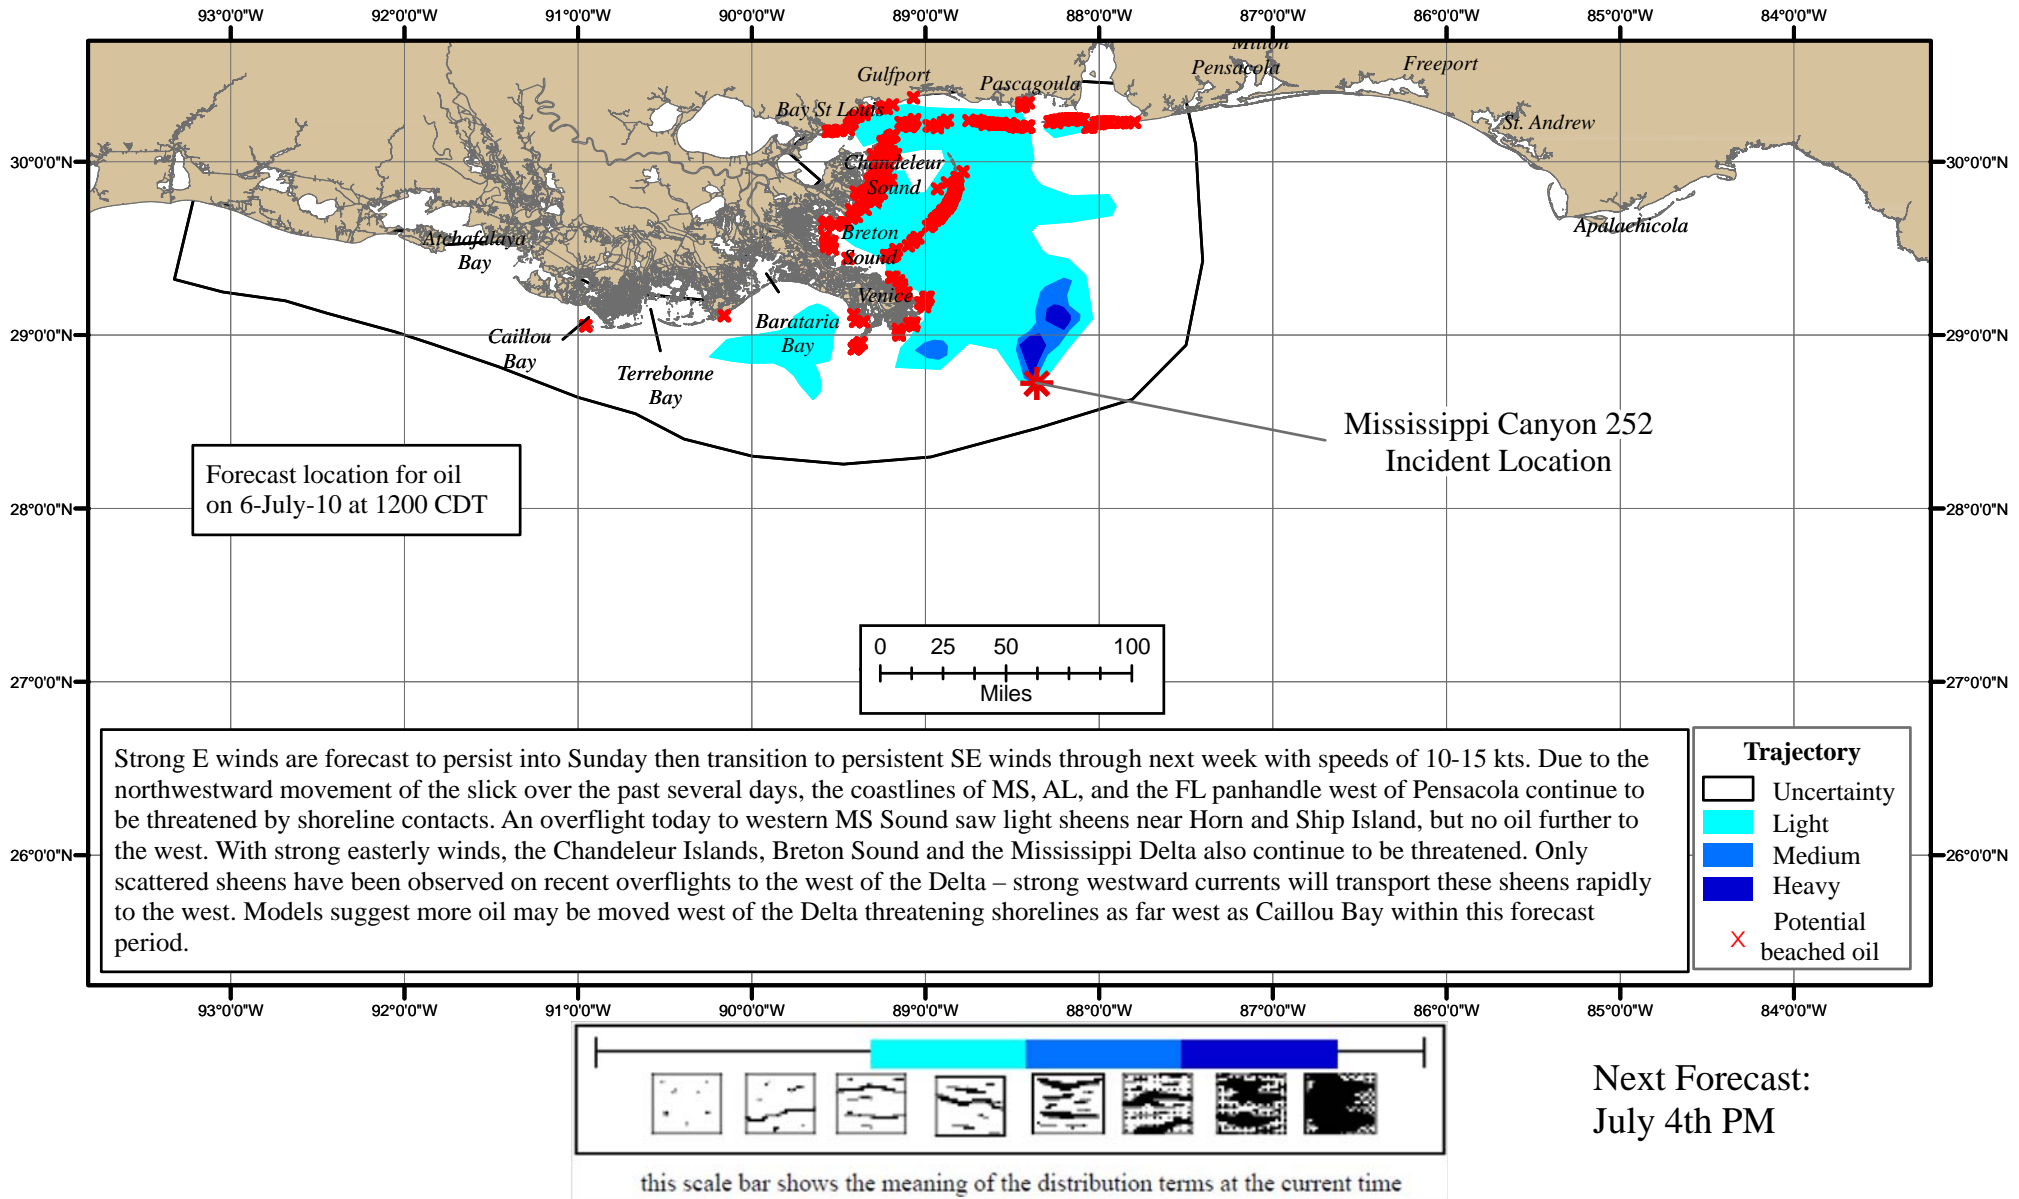 93°0'0"W 92°0'0"W 91°0'0"W 90°0'0"W 89°0'0"W 88°0'0"W 87°0'0"W 86°0'0"W 85°0'0"W 84°0'0"W
Milton
Gulfport
Pascagoula
Pensacola
Freeport
Bay St Louis
St. Andrew
30°0'0"N 30°0'0"N
Chandeleur
Sound
Apalachicola
Breton
Sound
Atchafalaya
Bay
Venice
29°0'0"N 29°0'0"N
Barataria
Bay
Caillou
Bay
Terrebonne
Bay
Mississippi Canyon 252
Incident Location
Forecast location for oil
on 6-July-10 at 1200 CDT
28°0'0"N 28°0'0"N
0 25 50 100
Miles
27°0'0"N 27°0'0"N
Strong E winds are forecast to persist into Sunday then transition to persistent SE winds through next week with speeds of 10-15 kts. Due to the
northwestward movement of the slick over the past several days, the coastlines of MS, AL, and the FL panhandle west of Pensacola continue to
be threatened by shoreline contacts. An overflight today to western MS Sound saw light sheens near Horn and Ship Island, but no oil further to
the west. With strong easterly winds, the Chandeleur Islands, Breton Sound and the Mississippi Delta also continue to be threatened. Only
scattered sheens have been observed on recent overflights to the west of the Delta – strong westward currents will transport these sheens rapidly
to the west. Models suggest more oil may be moved west of the Delta threatening shorelines as far west as Caillou Bay within this forecast
period.
26°0'0"N 26°0'0"N
Trajectory
Uncertainty
Light
Medium
Heavy
Potential
beached oil
93°0'0"W 92°0'0"W 91°0'0"W 90°0'0"W 89°0'0"W 88°0'0"W 87°0'0"W 86°0'0"W 85°0'0"W 84°0'0"W
Next Forecast:
July 4th PM
this scale bar shows the meaning of the distribution terms at the current time